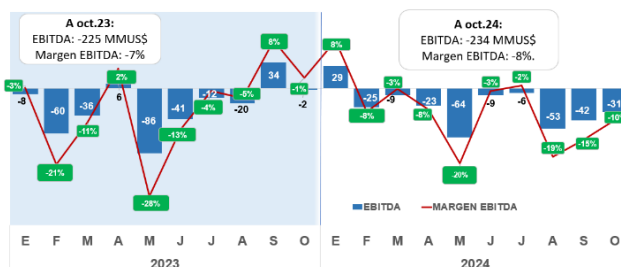 A oct.23:
EBITDA: -225 MMUS$
Margen EBITDA: -7%
A oct.24:
EBITDA: -234 MMUS$
Margen EBITDA: -8%.
-3% -21% -11% 2% -28% -13% -4% -5% 8% -1% 8% -8% -3% -8% -20% -3% -2% -19% -15% -10%
-8 -60 -36 6 -86 -41 -12 -20 34 -2 29 -25 -9 -23 -64 -9 -6 -53 -42 -31
EBITDA MARGEN EBITDA
E F M A M J J A S O E F M A M J J A S O
2023 2024